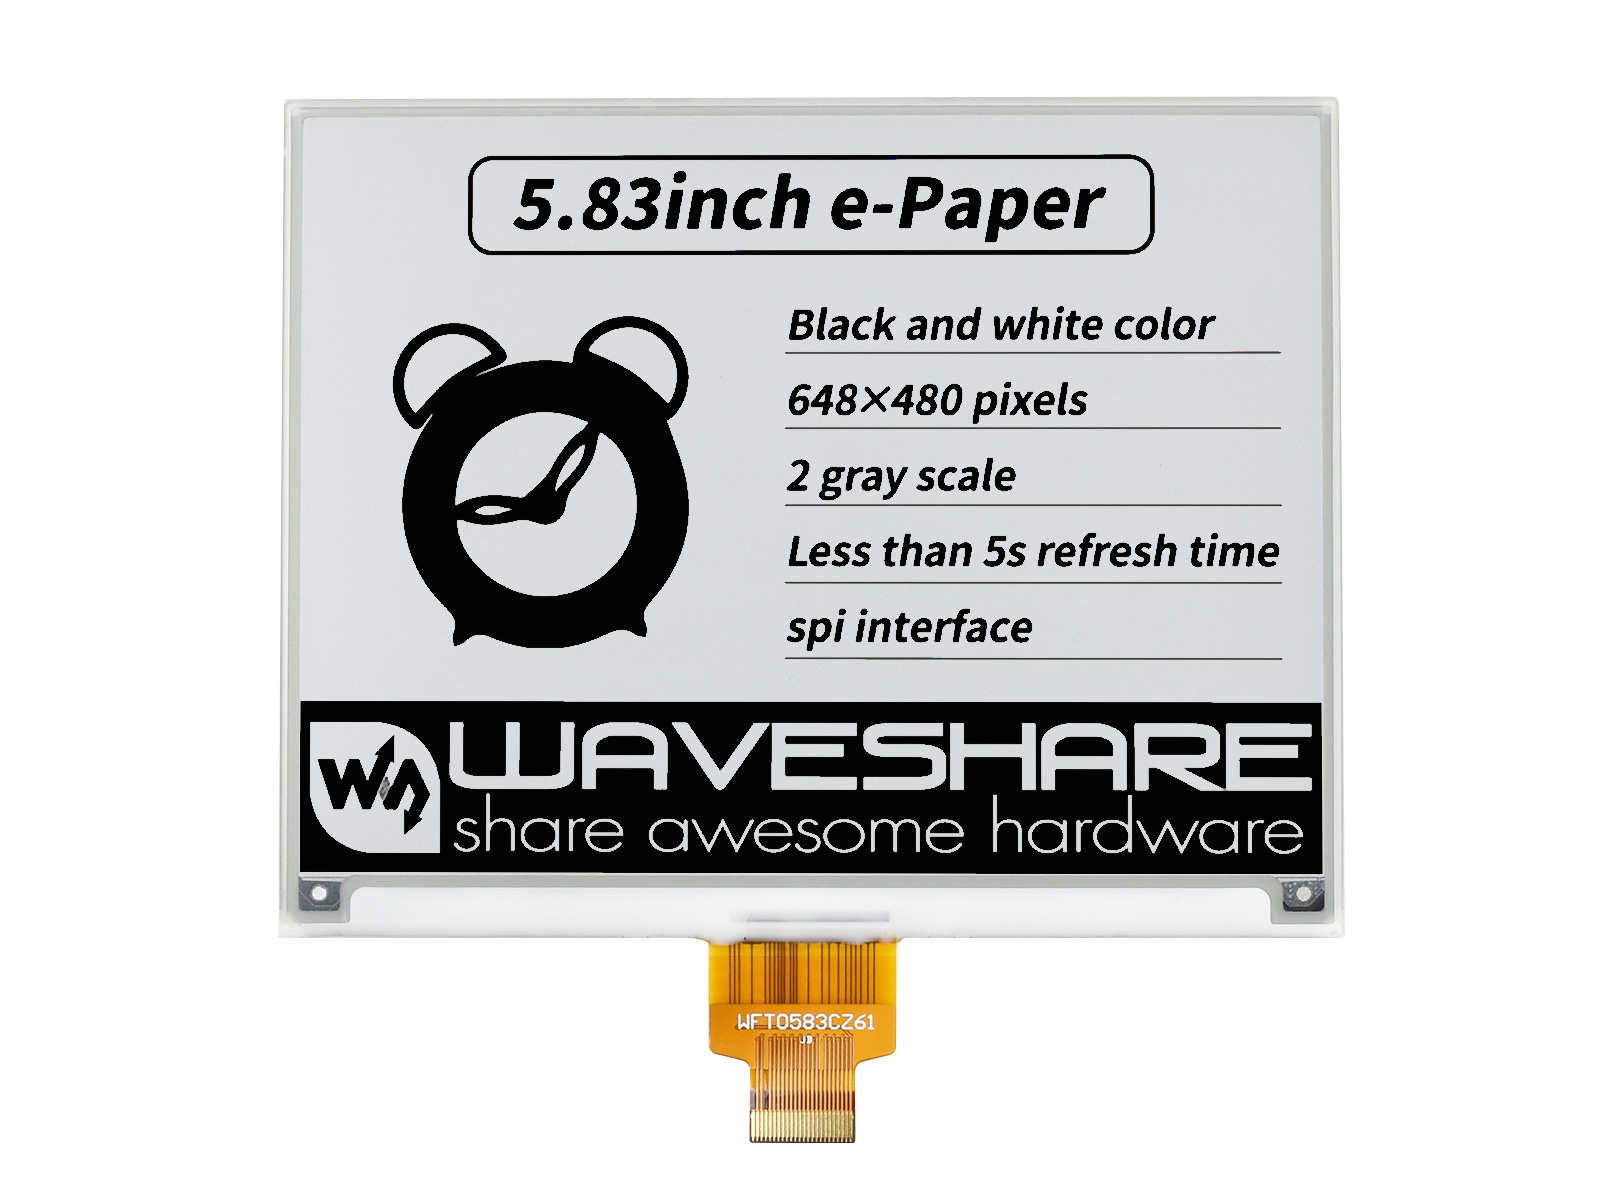 5.83inch e-Paper
Black and white color
648×480 pixels
2 gray scale
Less than 5s refresh time
spi interface
WAVESHARE
share awesome hardware
WFT0583CZ61